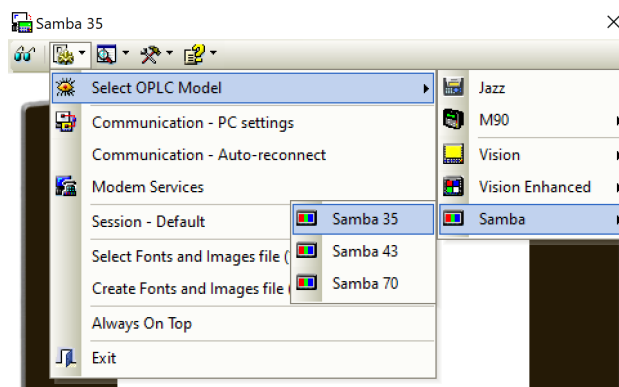 Samba 35
Select OPLC Model
Communication - PC settings
Communication - Auto-reconnect
Modem Services
Session - Default
Select Fonts and Images file (
Create Fonts and Images file
Always On Top
Exit
Jazz
M90
Vision
Vision Enhanced
Samba
Samba 35
Samba 43
Samba 70